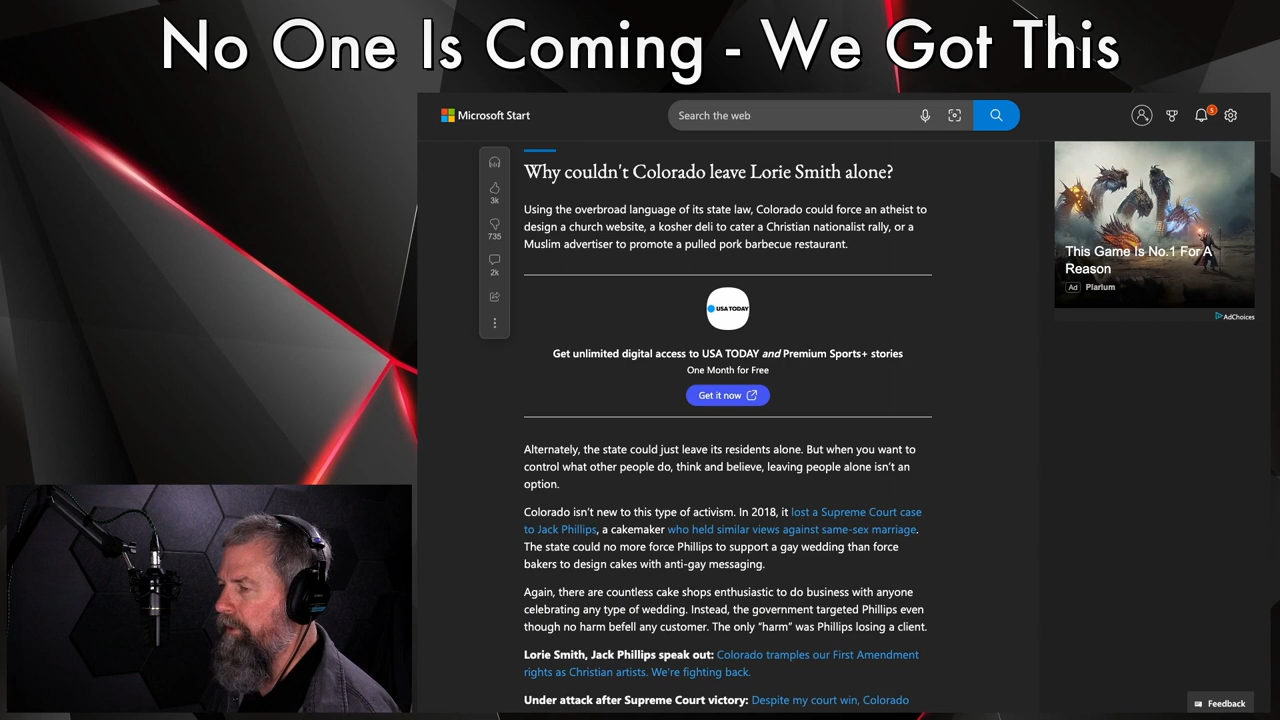 No One Is Coming - We Got This
Microsoft Start
Search the web
5
Why couldn't Colorado leave Lorie Smith alone?
3k
735
2k
Using the overbroad language of its state law, Colorado could force an atheist to
design a church website, a kosher deli to cater a Christian nationalist rally, or a
Muslim advertiser to promote a pulled pork barbecue restaurant.
This Game Is No.1 For A
Reason
Ad Plarium
AdChoices
USA TODAY
Get unlimited digital access to USA TODAY and Premium Sports+ stories
One Month for Free
Get it now
Alternately, the state could just leave its residents alone. But when you want to
control what other people do, think and believe, leaving people alone isn’t an
option.
Colorado isn’t new to this type of activism. In 2018, it lost a Supreme Court case
to Jack Phillips, a cakemaker who held similar views against same-sex marriage.
The state could no more force Phillips to support a gay wedding than force
bakers to design cakes with anti-gay messaging.
Again, there are countless cake shops enthusiastic to do business with anyone
celebrating any type of wedding. Instead, the government targeted Phillips even
though no harm befell any customer. The only “harm” was Phillips losing a client.
Lorie Smith, Jack Phillips speak out: Colorado tramples our First Amendment
rights as Christian artists. We're fighting back.
Under attack after Supreme Court victory: Despite my court win, Colorado
Feedback